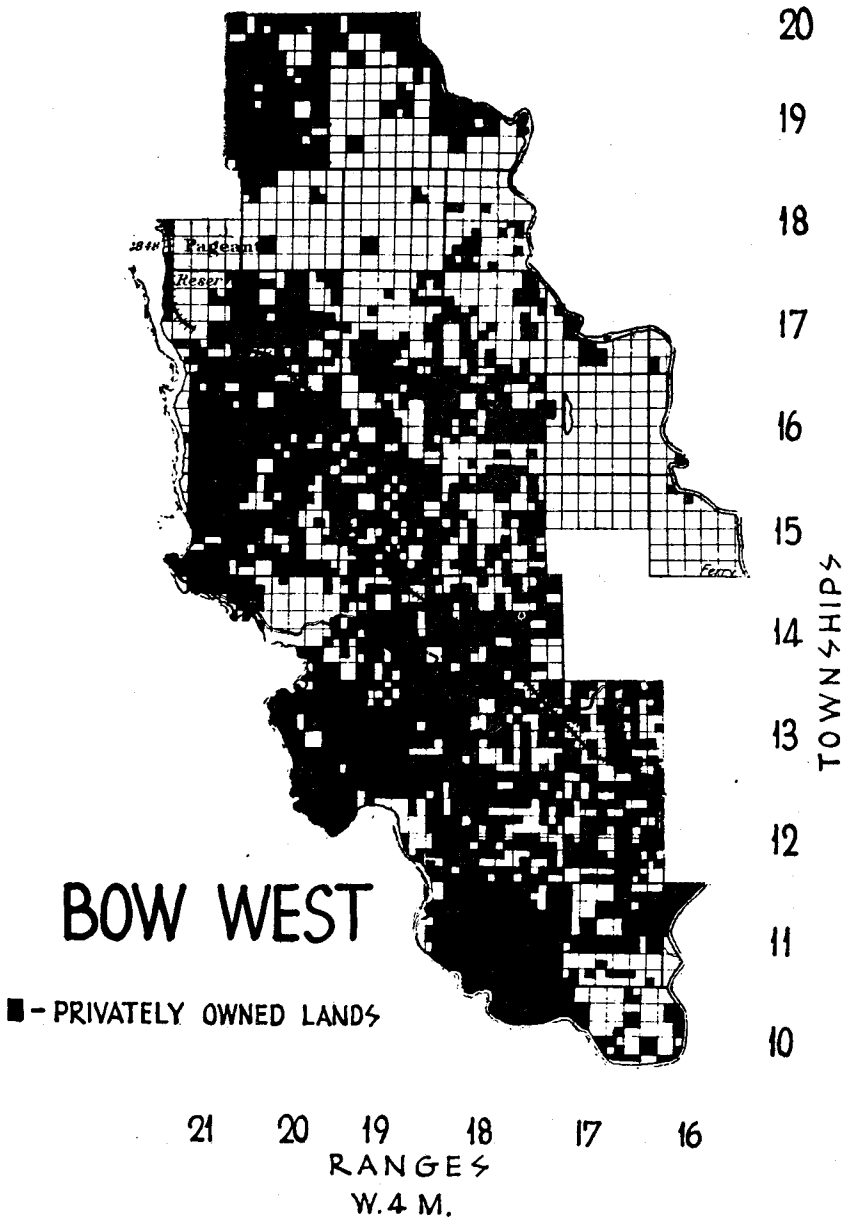 20
19
18
Pageant
Reser
17
16
15
Ferry
14
13
12
11
10
TOWNSHIPS
BOW WEST
- PRIVATELY OWNED LANDS
21 20 19 18 17 16
RANGES
W.4 M.